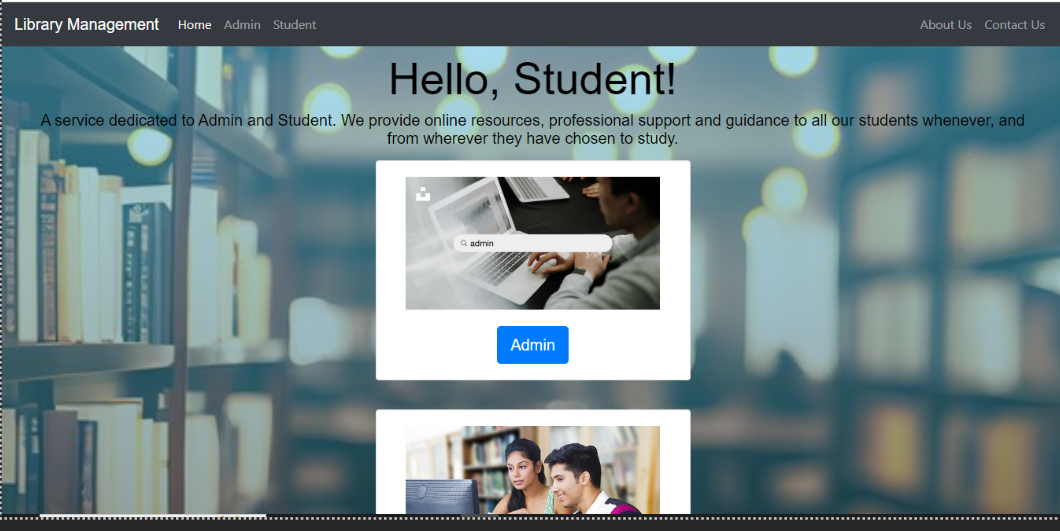 Library Management Home Admin Student About Us Contact Us
Hello, Student!
A service dedicated to Admin and Student. We provide online resources, professional support and guidance to all our students whenever, and
from wherever they have chosen to study.
admin
Admin